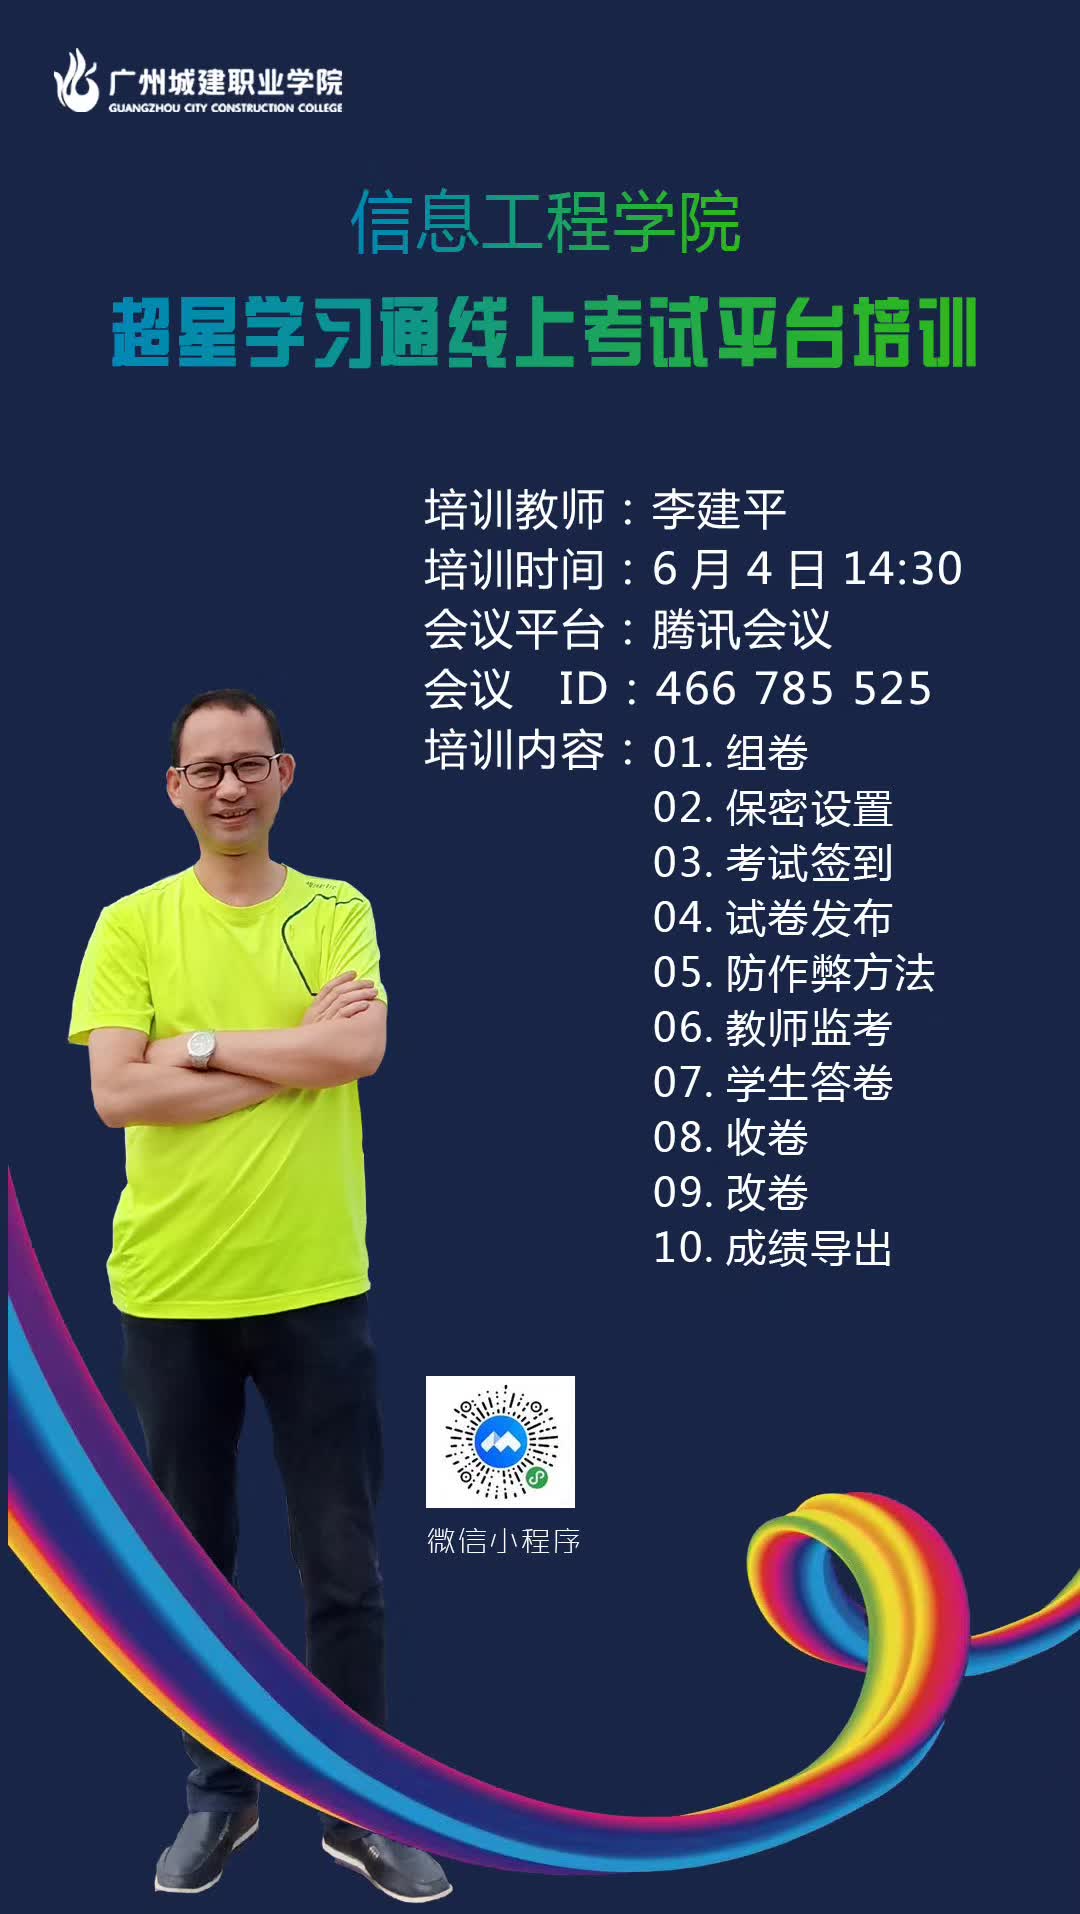 广州城建职业学院
GUANGZHOU CITY CONSTRUCTION COLLEGE
信息工程学院
超星学习通线上考试平台培训
培训教师：李建平
培训时间：6月4日 14:30
会议平台：腾讯会议
会议 ID：466 785 525
培训内容：01. 组卷
02. 保密设置
03. 考试签到
04. 试卷发布
05. 防作弊方法
06. 教师监考
07. 学生答卷
08. 收卷
09. 改卷
10. 成绩导出
微信小程序